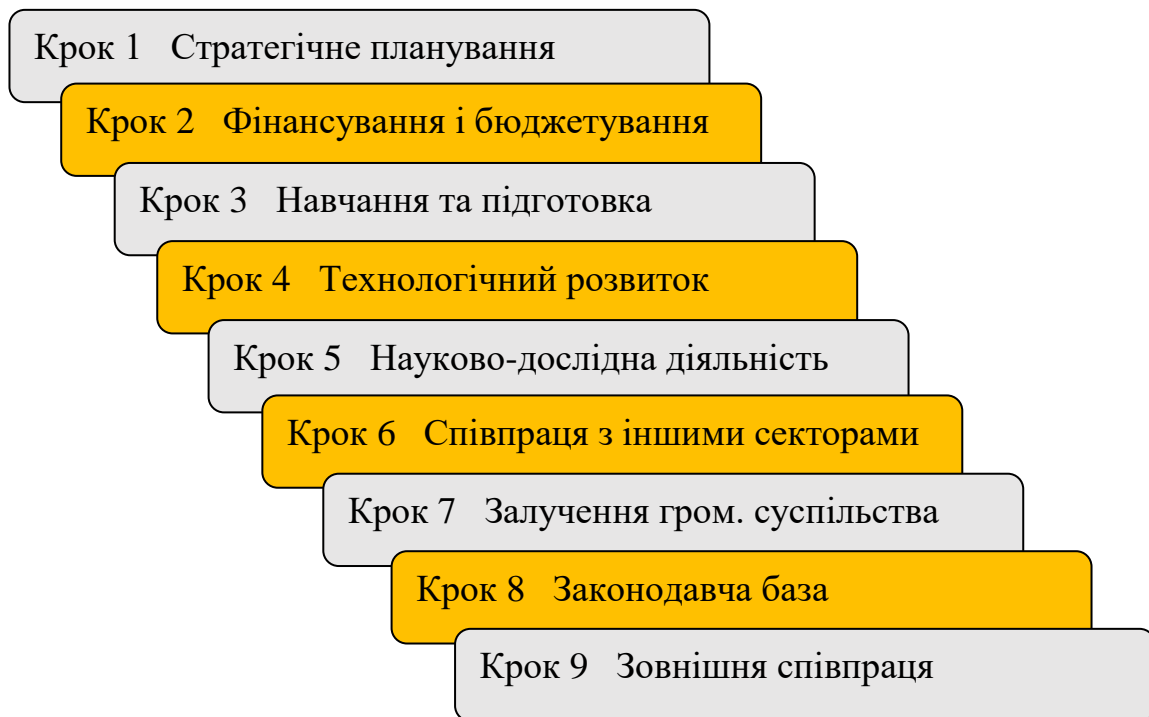 Крок 1 Стратегічне планування
Крок 2 Фінансування і бюджетування
Крок 3 Навчання та підготовка
Крок 4 Технологічний розвиток
Крок 5 Науково-дослідна діяльність
Крок 6 Співпраця з іншими секторами
Крок 7 Залучення гром. суспільства
Крок 8 Законодавча база
Крок 9 Зовнішня співпраця